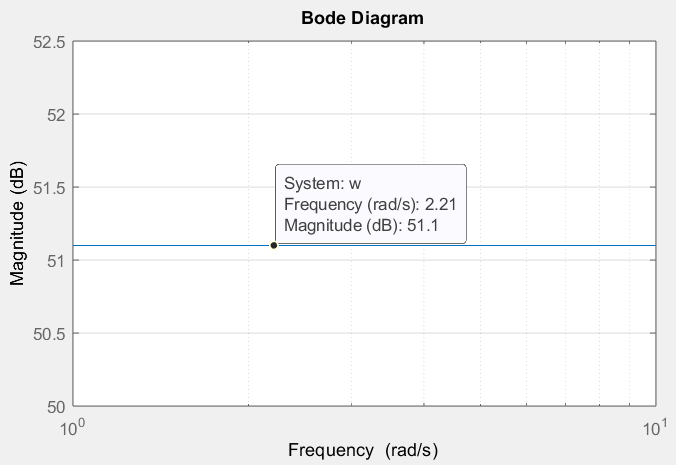 Bode Diagram
52.5
52
51.5
51
50.5
50
Magnitude (dB)
System: w
Frequency (rad/s): 2.21
Magnitude (dB): 51.1
10^0
10^1
Frequency (rad/s)